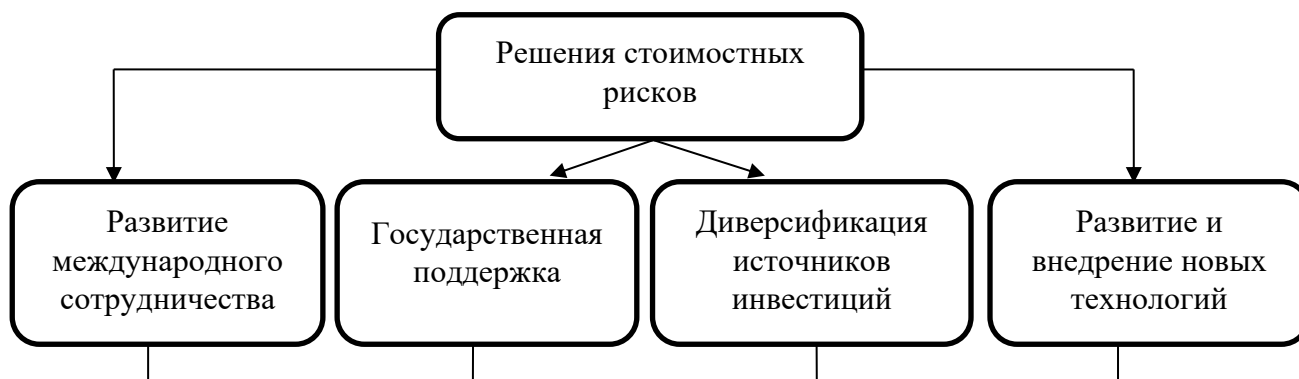 Решения стоимостных
рисков
Развитие
международного
сотрудничества
Государственная
поддержка
Диверсификация
источников
инвестиций
Развитие и
внедрение новых
технологий